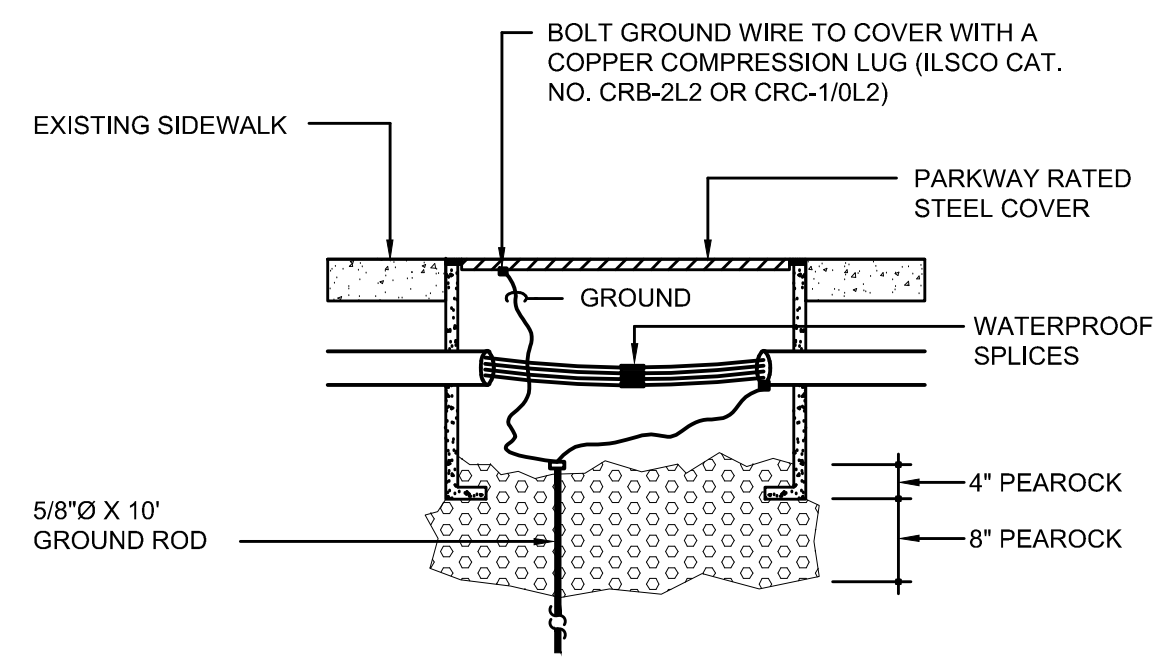 BOLT GROUND WIRE TO COVER WITH A
COPPER COMPRESSION LUG (ILSCO CAT.
NO. CRB-2L2 OR CRC-1/0L2)
EXISTING SIDEWALK
PARKWAY RATED
STEEL COVER
GROUND
WATERPROOF
SPLICES
4" PEAROCK
5/8"Ø X 10'
GROUND ROD
8" PEAROCK